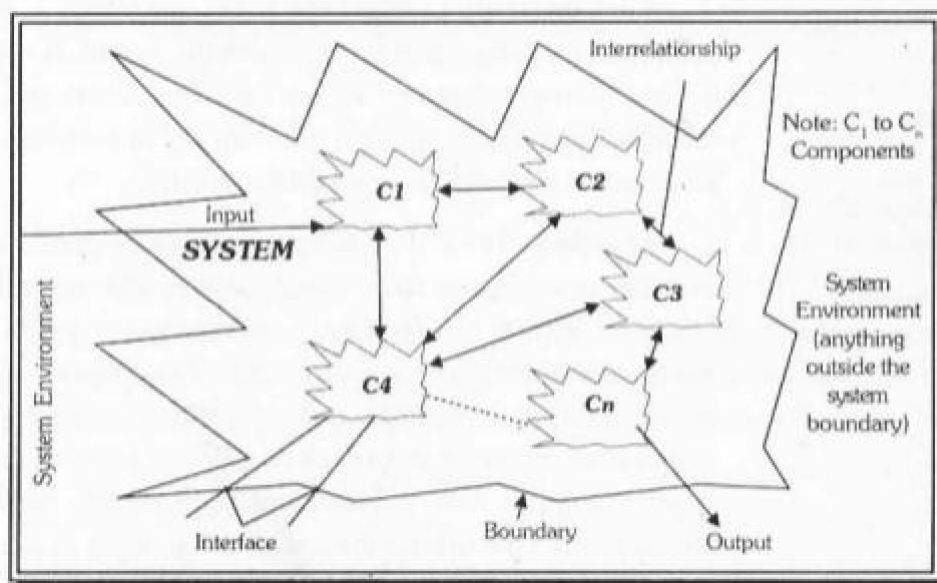 Interrelationship
Note: C1 to Cn
Components
C1
C2
Input
SYSTEM
C3
System
Environment
(anything
outside the
system
boundary)
System Environment
C4
Cn
Interface
Boundary
Output